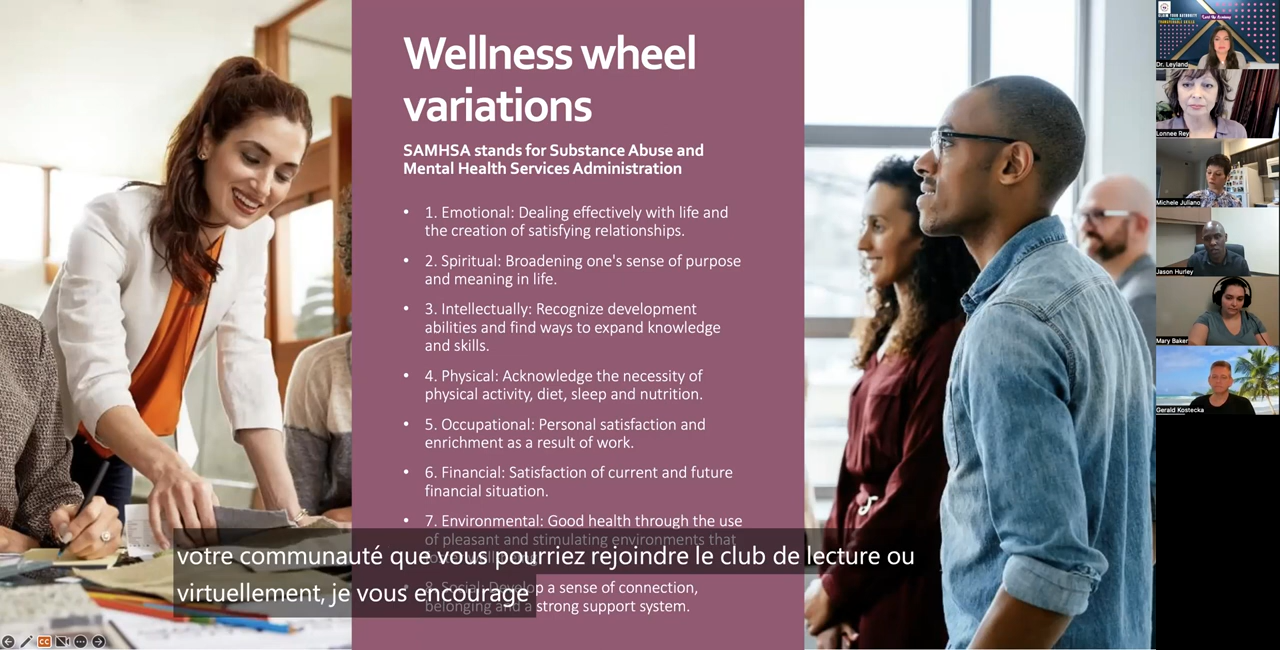 Wellness wheel
variations
SAMHSA stands for Substance Abuse and
Mental Health Services Administration
• 1. Emotional: Dealing effectively with life and
the creation of satisfying relationships.
• 2. Spiritual: Broadening one's sense of purpose
and meaning in life.
• 3. Intellectually: Recognize development
abilities and find ways to expand knowledge
and skills.
• 4. Physical: Acknowledge the necessity of
physical activity, diet, sleep and nutrition.
• 5. Occupational: Personal satisfaction and
enrichment as a result of work.
• 6. Financial: Satisfaction of current and future
financial situation.
• 7. Environmental: Good health through the use
of pleasant and stimulating environments that
• 8. Social: Develop a sense of connection,
belonging and a strong support system.
votre communauté que vous pourriez rejoindre le club de lecture ou
virtuellement, je vous encourage
CC
Dr. Leyland
Lonnee Rey
Michele Juliano
Jason Hurley
Mary Baker
Gerald Kostecka